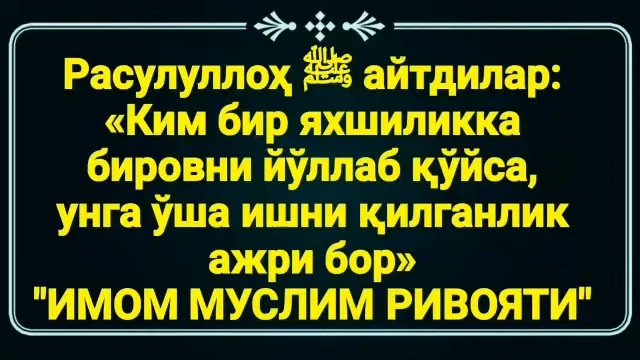 Расулуллоҳ ﷺ айтдилар:
«Ким бир яхшиликка
бировни йўллаб қўйса,
унга ўша ишни қилганлик
ажри бор»
"ИМОМ МУСЛИМ РИВОЯТИ"